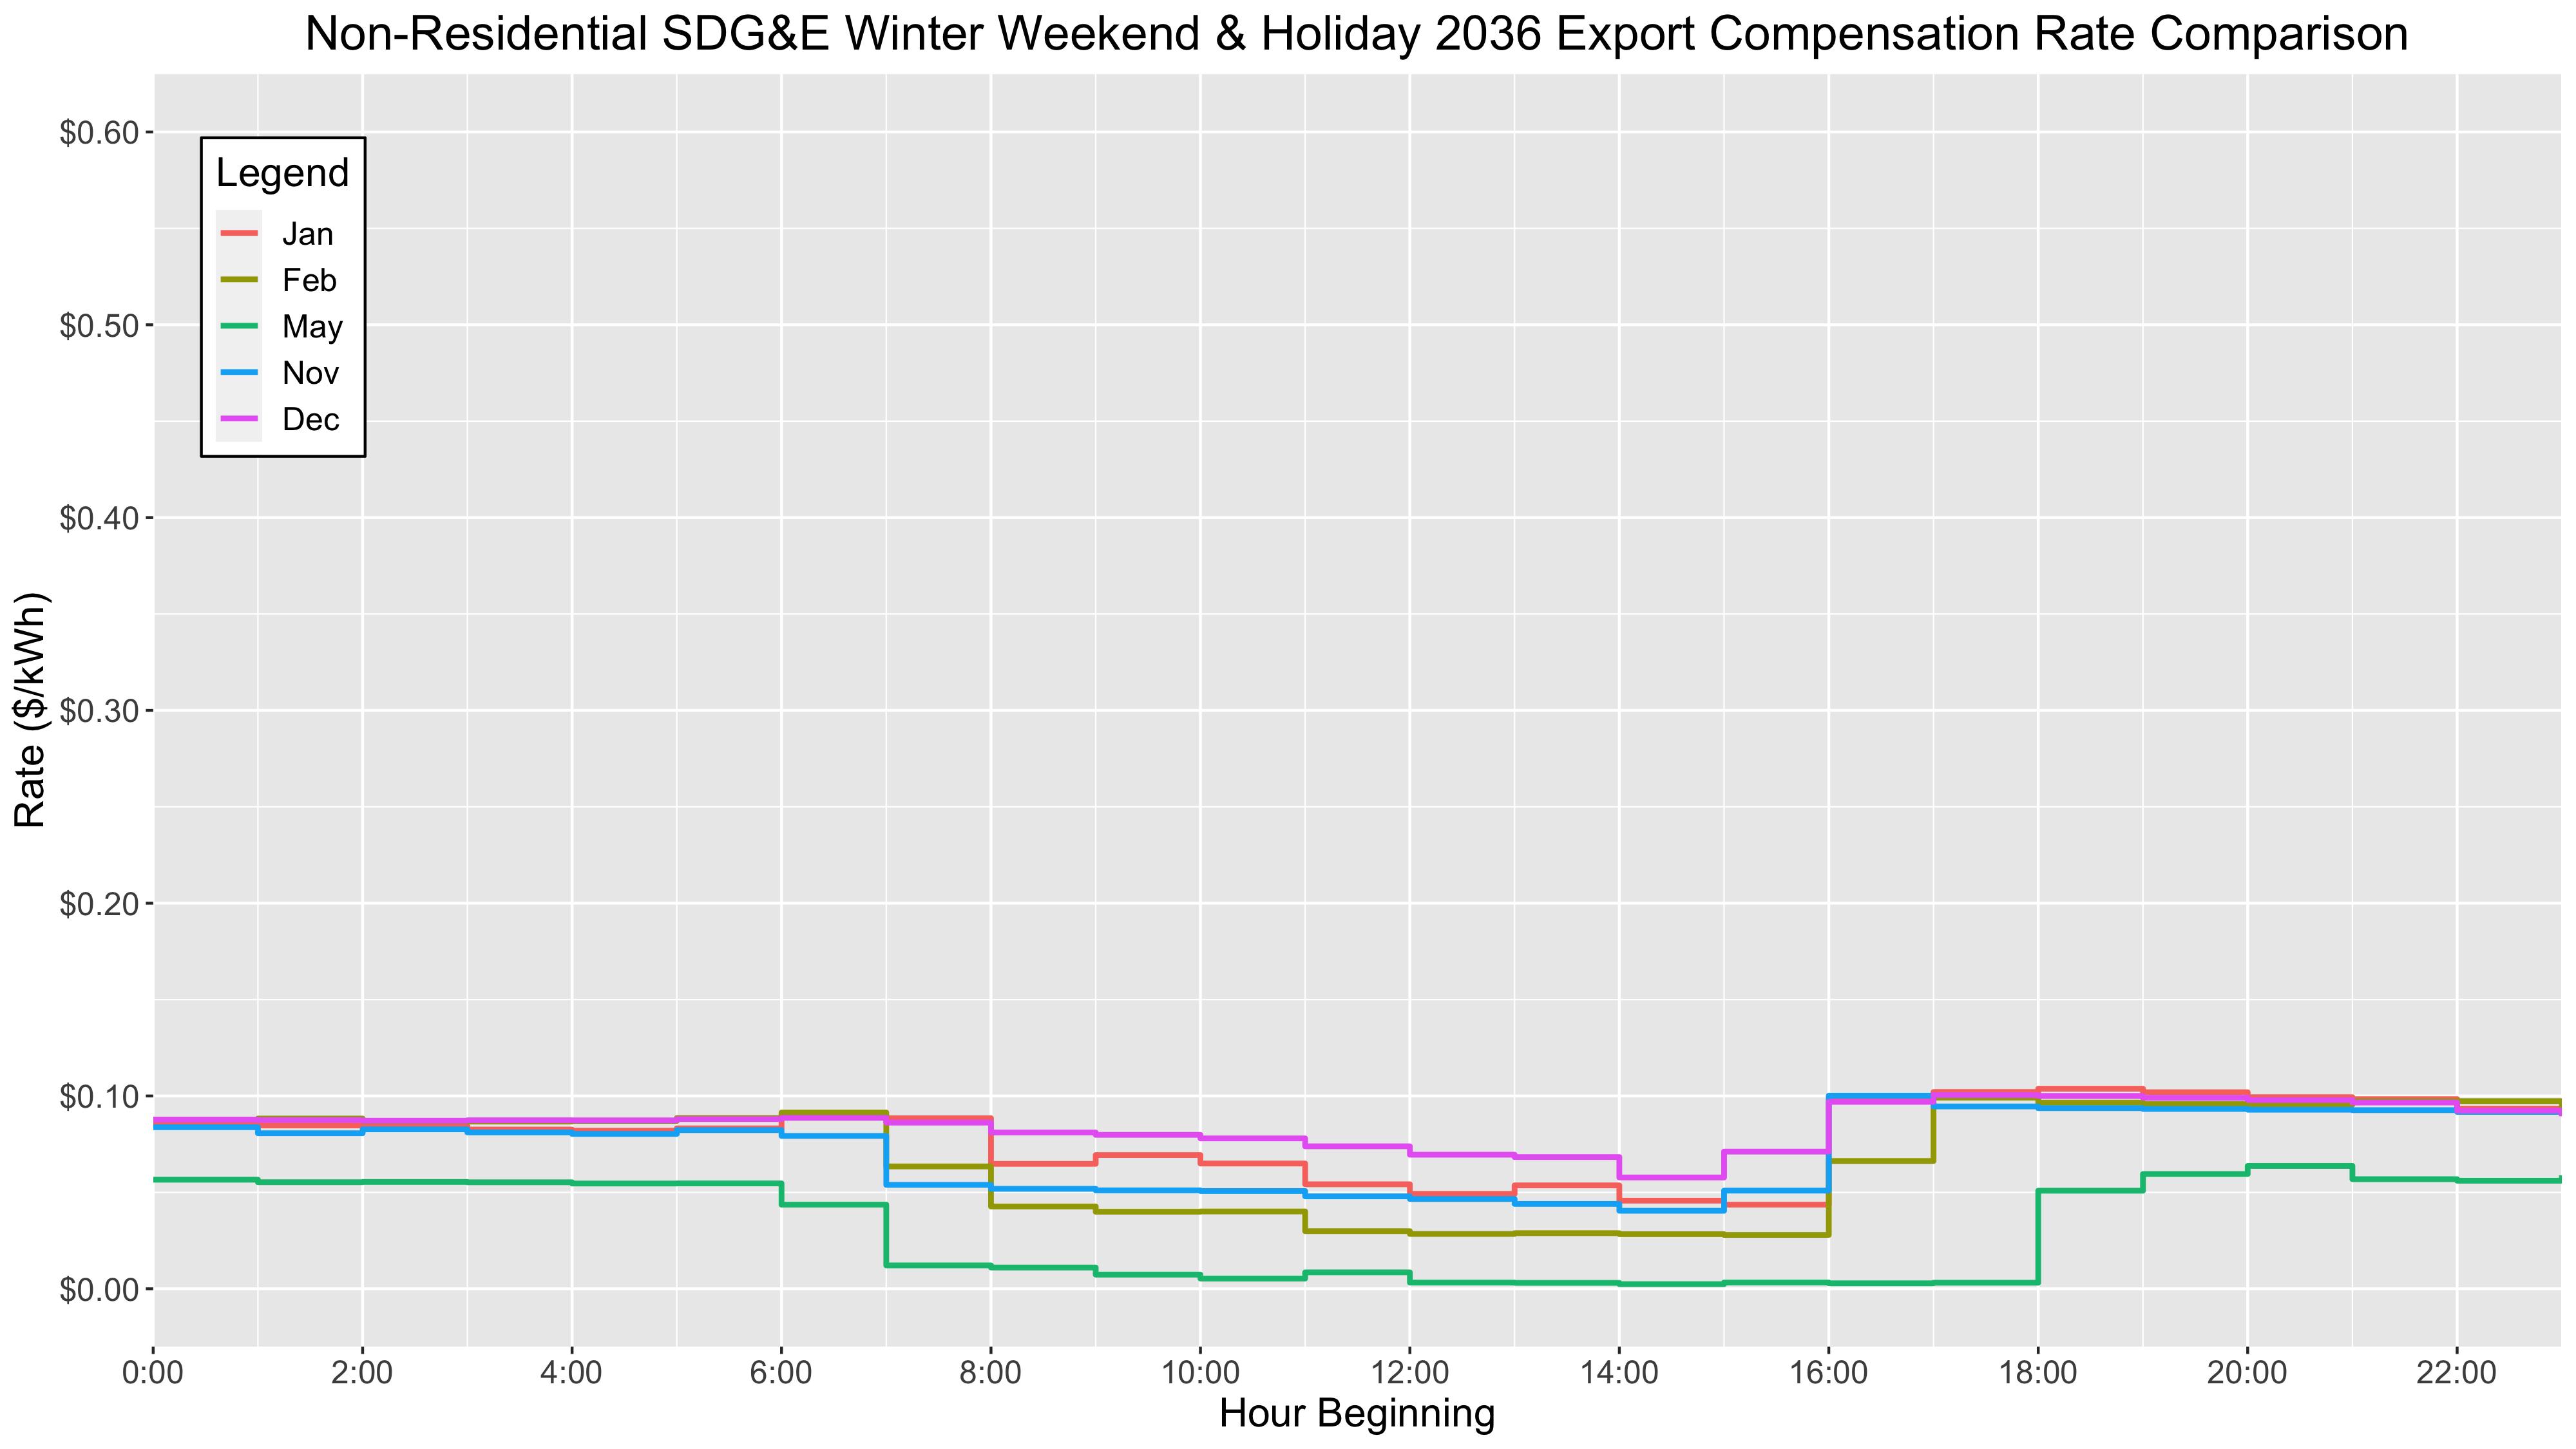 Non-Residential SDG&E Winter Weekend & Holiday 2036 Export Compensation Rate Comparison
$0.60
$0.50
$0.40
$0.30
$0.20
$0.10
$0.00
Rate ($/kWh)
Legend
Jan
Feb
May
Nov
Dec
0:00 2:00 4:00 6:00 8:00 10:00 12:00 14:00 16:00 18:00 20:00 22:00
Hour Beginning